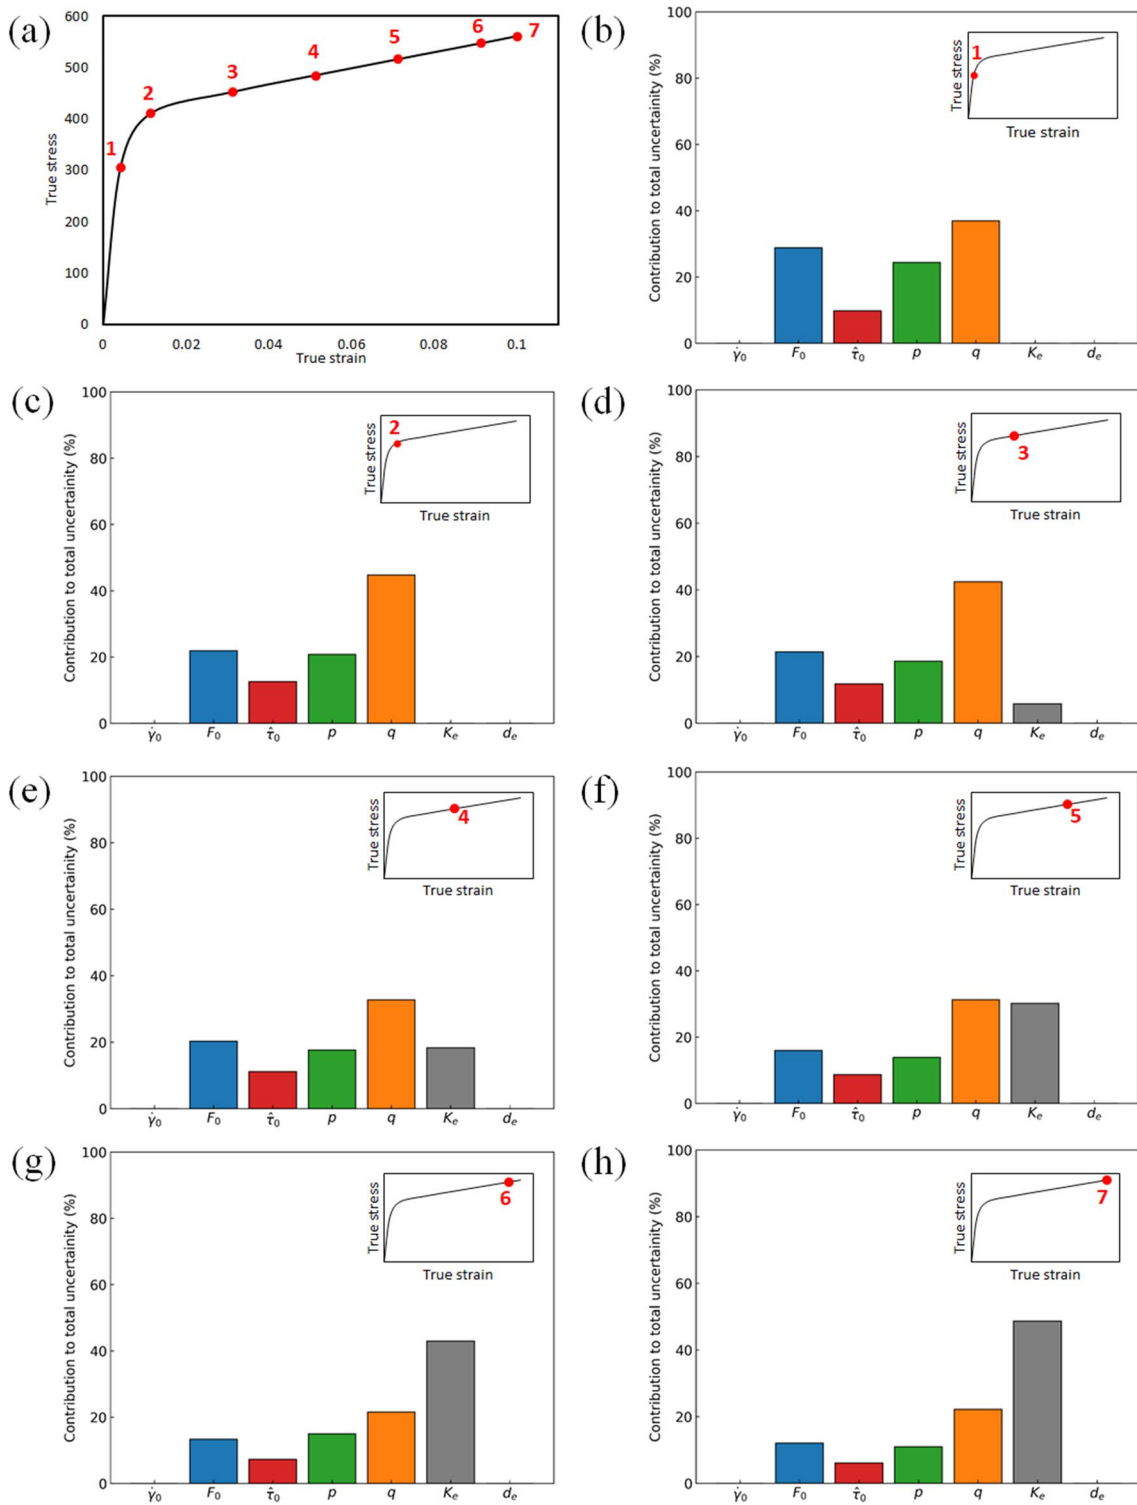 (a)
600
500
400
300
200
100
0
True stress
1
2
3
4
5
6
7
0
0.02
0.04
0.06
0.08
0.1
True strain
(b)
100
80
60
40
20
0
Contribution to total uncertainity (%)
1
True stress
True strain
γ̇₀
F₀
τ̂₀
p
q
Kₑ
dₑ
(c)
100
80
60
40
20
0
Contribution to total uncertainity (%)
2
True stress
True strain
γ̇₀
F₀
τ̂₀
p
q
Kₑ
dₑ
(d)
100
80
60
40
20
0
Contribution to total uncertainity (%)
3
True stress
True strain
γ̇₀
F₀
τ̂₀
p
q
Kₑ
dₑ
(e)
100
80
60
40
20
0
Contribution to total uncertainity (%)
4
True stress
True strain
γ̇₀
F₀
τ̂₀
p
q
Kₑ
dₑ
(f)
100
80
60
40
20
0
Contribution to total uncertainity (%)
5
True stress
True strain
γ̇₀
F₀
τ̂₀
p
q
Kₑ
dₑ
(g)
100
80
60
40
20
0
Contribution to total uncertainity (%)
6
True stress
True strain
γ̇₀
F₀
τ̂₀
p
q
Kₑ
dₑ
(h)
100
80
60
40
20
0
Contribution to total uncertainity (%)
7
True stress
True strain
γ̇₀
F₀
τ̂₀
p
q
Kₑ
dₑ